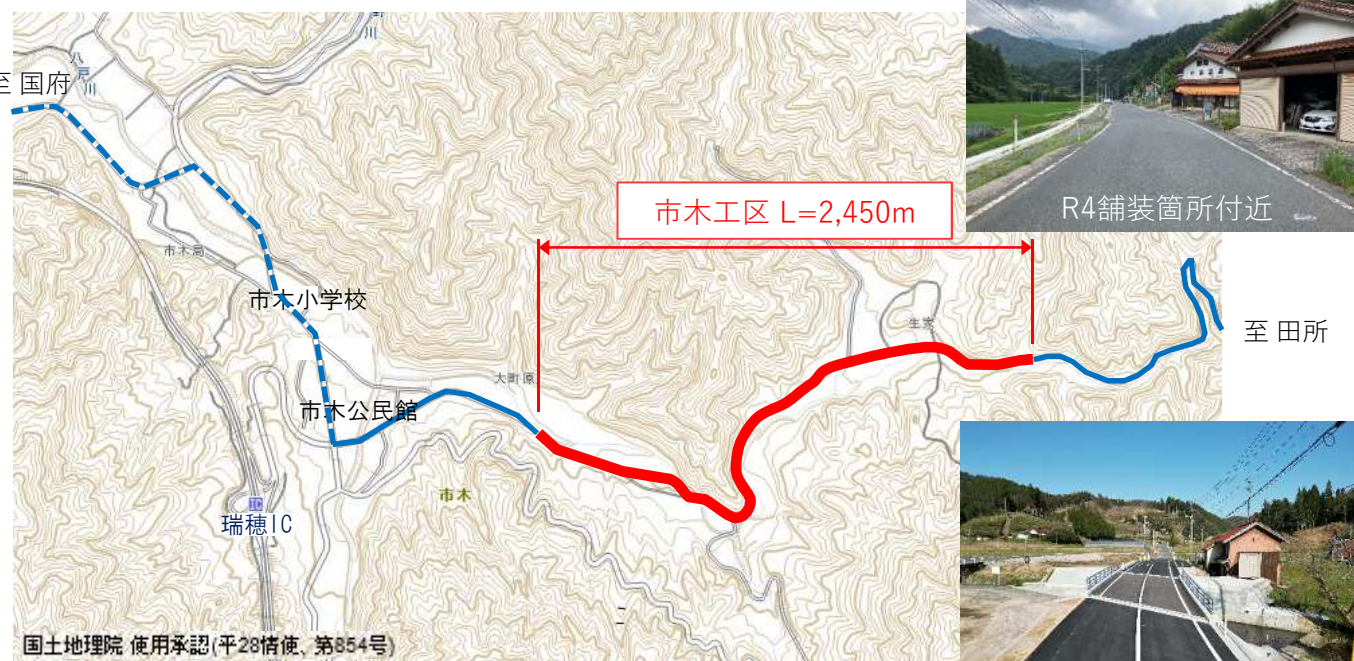 至 国府
八戸川
川
市木局
市木小学校
市木公民館
瑞穂IC
IC
市木
大町原
生家
市木工区 L=2,450m
至 田所
R4舗装箇所付近
国土地理院 使用承認(平28情使、第854号)